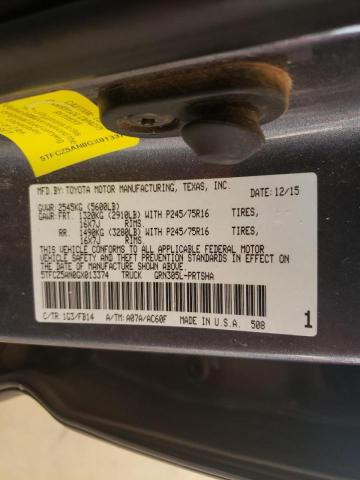 5TFCZ5AN0GX013374
MFD. BY: TOYOTA MOTOR MANUFACTURING, TEXAS, INC. DATE: 12/15
GVWR: 2545KG (5600LB)
GAWR: FRT. 1320KG (2910LB) WITH P245/75R16 TIRES,
16X7J RIMS
RR. 1490KG (3280LB) WITH P245/75R16 TIRES,
16X7J RIMS
THIS VEHICLE CONFORMS TO ALL APPLICABLE FEDERAL MOTOR VEHICLE
SAFETY AND THEFT PREVENTION STANDARDS IN EFFECT ON THE
DATE OF MANUFACTURE SHOWN ABOVE.
5TFCZ5AN0GX013374 TRUCK GRN305L-PRTSHA
C/TR: 1G3/FB14 A/TM: A07A/AC60F MADE IN U.S.A. 508 1